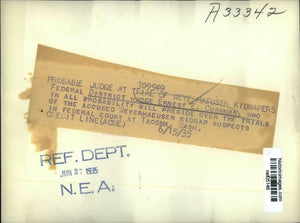 A33342
309549
PROBABLE JUDGE AT TRIAL OF WEYERHAEUSER KIDNAPERS
FEDERAL DISTRICT JUDGE ERNEST E. CUSHMAN, WHO
IN ALL PROBABILITY WILL PRESIDE OVER THE TRIALS
OF THE ACCUSED WEYERHAEUSER KIDNAP SUSPECTS
IN FEDERAL COURT AT TACOMA, WASH.
CREDIT LINE (ACME) 6/15/35
REF. DEPT.
JUN 27 1935
N.E.A.